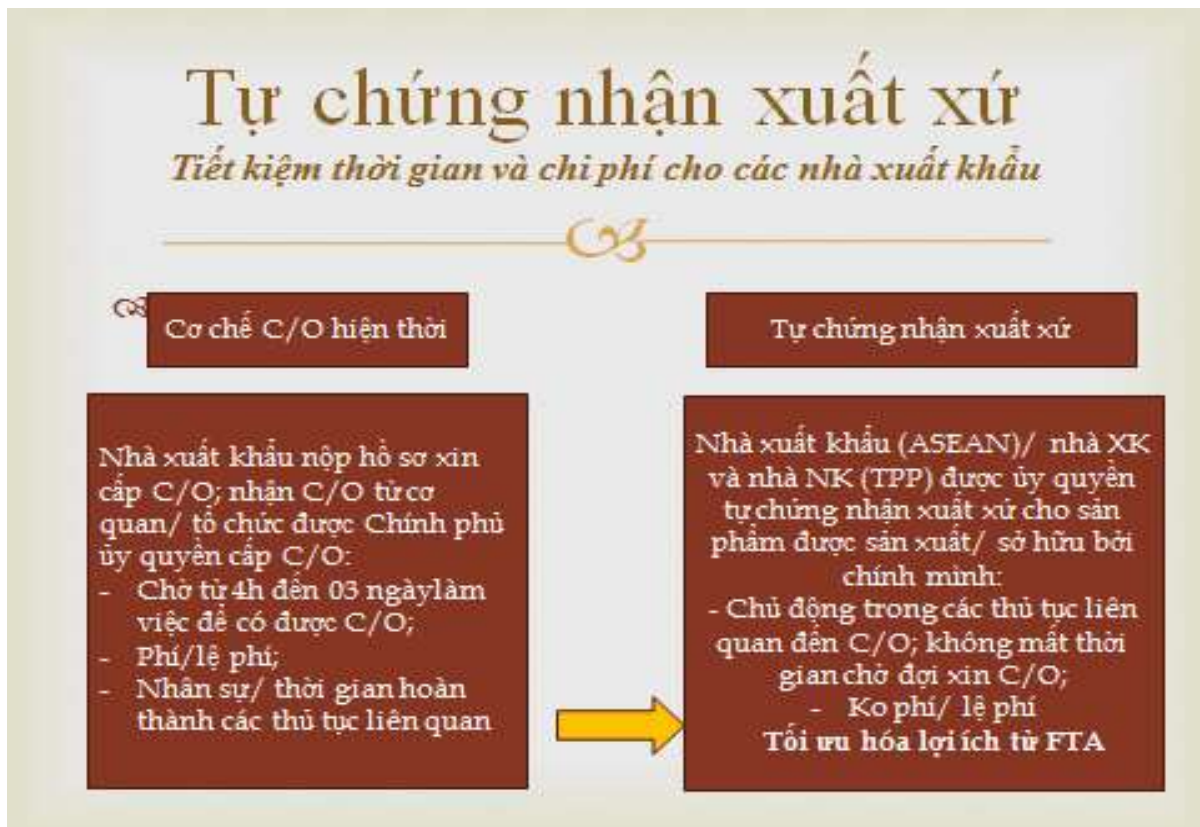 Tự chứng nhận xuất xứ
Tiết kiệm thời gian và chi phí cho các nhà xuất khẩu
Cơ chế C/O hiện thời
Nhà xuất khẩu nộp hồ sơ xin
cấp C/O; nhận C/O từ cơ
quan/ tổ chức được Chính phủ
ủy quyền cấp C/O:
- Chờ từ 4h đến 03 ngàylàm
việc để có được C/O;
- Phí/lệ phí;
- Nhân sự/ thời gian hoàn
thành các thủ tục liên quan
Tự chứng nhận xuất xứ
Nhà xuất khẩu (ASEAN)/ nhà XK
và nhà NK (TPP) được ủy quyền
tự chứng nhận xuất xứ cho sản
phẩm được sản xuất/ sở hữu bởi
chính mình:
- Chủ động trong các thủ tục liên
quan đến C/O; không mất thời
gian chờ đợi xin C/O;
- Ko phí/ lệ phí
Tối ưu hóa lợi ích từ FTA